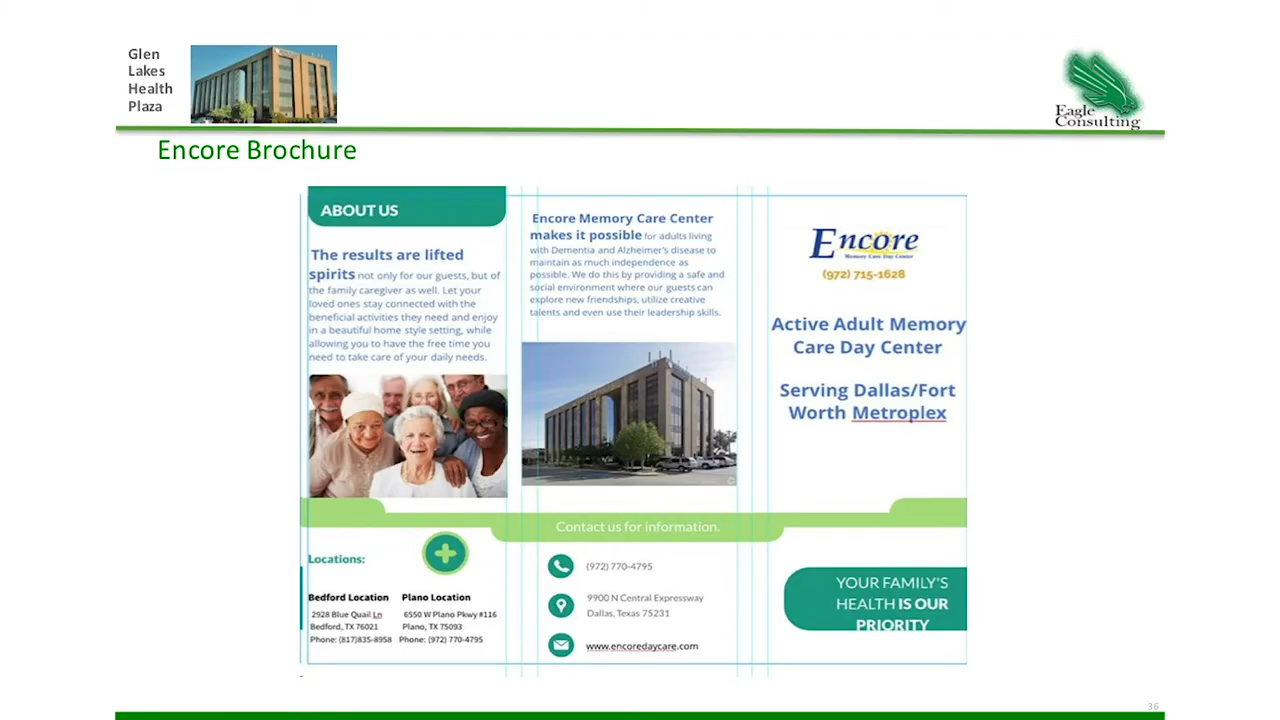 Glen
Lakes
Health
Plaza
Eagle
Consulting
Encore Brochure
ABOUT US
The results are lifted
spirits not only for our guests, but of
the family caregiver as well. Let your
loved ones stay connected with the
beneficial activities they need and enjoy
in a beautiful home style setting, while
allowing you to have the free time you
need to take care of your daily needs.
Locations:
Bedford Location
2928 Blue Quail Ln
Bedford, TX 76021
Phone: (817)835-8958
Plano Location
6550 W Plano Pkwy #116
Plano, TX 75093
Phone: (972) 770-4795
Encore Memory Care Center
makes it possible for adults living
with Dementia and Alzheimer's disease to
maintain as much independence as
possible. We do this by providing a safe and
social environment where our guests can
explore new friendships, utilize creative
talents and even use their leadership skills.
Contact us for information.
(972) 770-4795
9900 N Central Expressway
Dallas, Texas 75231
www.encoredaycare.com
Encore
Memory Care Day Center
(972) 715-1628
Active Adult Memory
Care Day Center
Serving Dallas/Fort
Worth Metroplex
YOUR FAMILY'S
HEALTH IS OUR
PRIORITY
36